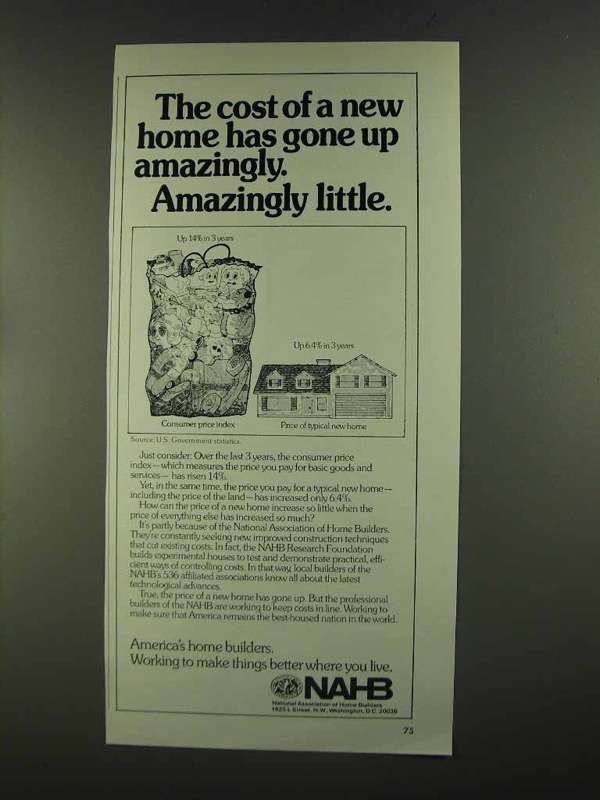 The cost of a new
home has gone up
amazingly.
Amazingly little.
Up 14% in 3 years
Up 6.4% in 3 years
Consumer price index
Price of typical new home
Source: U.S. Government statistics.
Just consider: Over the last 3 years, the consumer price
index—which measures the price you pay for basic goods and
services—has risen 14%.
Yet, in the same time, the price you pay for a typical new home—
including the price of the land—has increased only 6.4%.
How can the price of a new home increase so little when the
price of everything else has increased so much?
It's partly because of the National Association of Home Builders.
They're constantly seeking new, improved construction techniques
that cut existing costs. In fact, the NAHB Research Foundation
builds experimental houses to test and demonstrate practical, effi-
cient ways of controlling costs. In that way, local builders of the
NAHB's 536 affiliated associations know all about the latest
technological advances.
True, the price of a new home has gone up. But the professional
builders of the NAHB are working to keep costs in line. Working to
make sure that America remains the best-housed nation in the world.
America's home builders.
Working to make things better where you live.
NAHB
National Association of Home Builders
1625 L Street, N.W., Washington, D.C. 20036
75